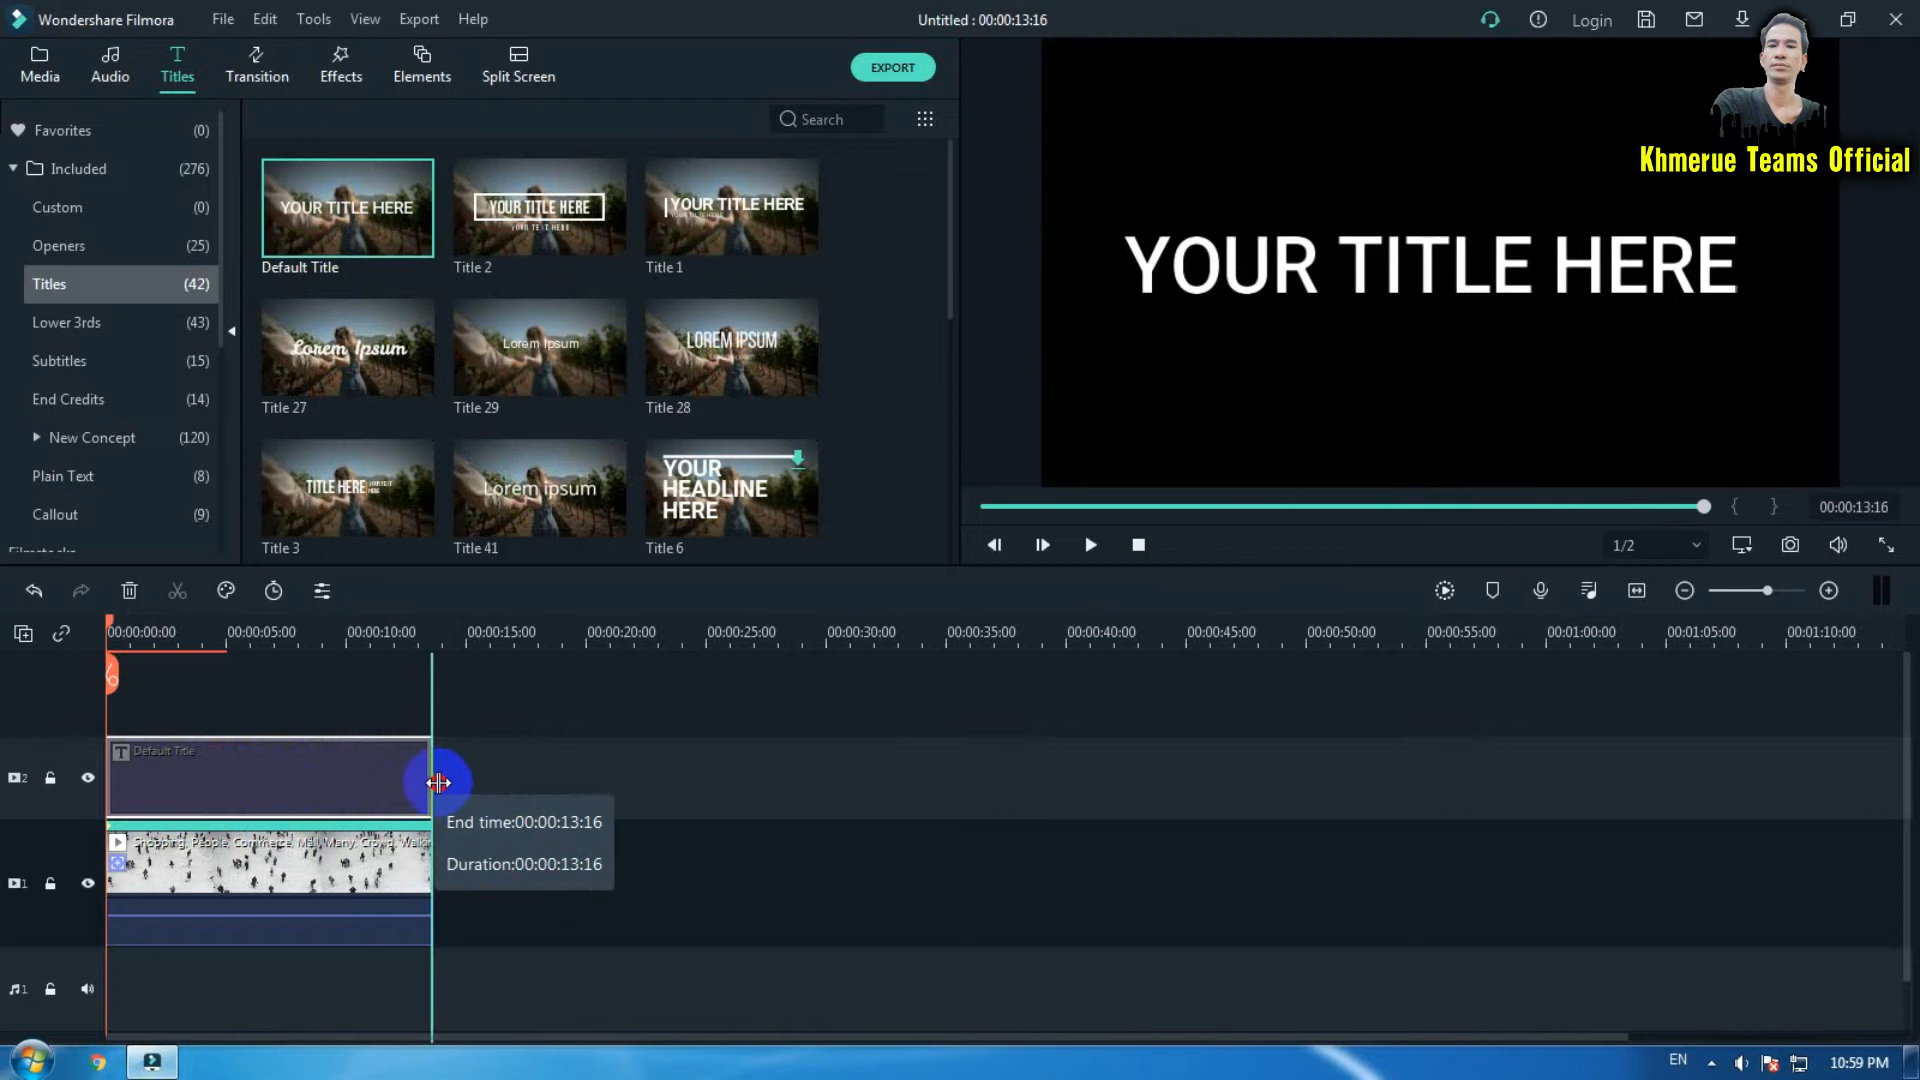 Wondershare Filmora
File Edit Tools View Export Help
Untitled : 00:00:13:16
Login
Media Audio Titles Transition Effects Elements Split Screen
EXPORT
Khmerue Teams Official
Search
Favorites (0)
Included (276)
Custom (0)
Openers (25)
Titles (42)
Lower 3rds (43)
Subtitles (15)
End Credits (14)
New Concept (120)
Plain Text (8)
Callout (9)
YOUR TITLE HERE
Default Title
YOUR TITLE HERE
YOUR TEXT HERE
Title 2
YOUR TITLE HERE
Title 1
Lorem Ipsum
Title 27
Lorem Ipsum
Title 29
LOREM IPSUM
Title 28
TITLE HERE
Title 3
Lorem ipsum
Title 41
YOUR
HEADLINE
HERE
Title 6
YOUR TITLE HERE
00:00:13:16
1/2
00:00:00:00 00:00:05:00 00:00:10:00 00:00:15:00 00:00:20:00 00:00:25:00 00:00:30:00 00:00:35:00 00:00:40:00 00:00:45:00 00:00:50:00 00:00:55:00 00:01:00:00 00:01:05:00 00:01:10:00
2
T Default Title
End time:00:00:13:16
Duration:00:00:13:16
1
Shopping, People, Commerce, Mall, Many, Crowd, Walkin
1
EN
10:59 PM